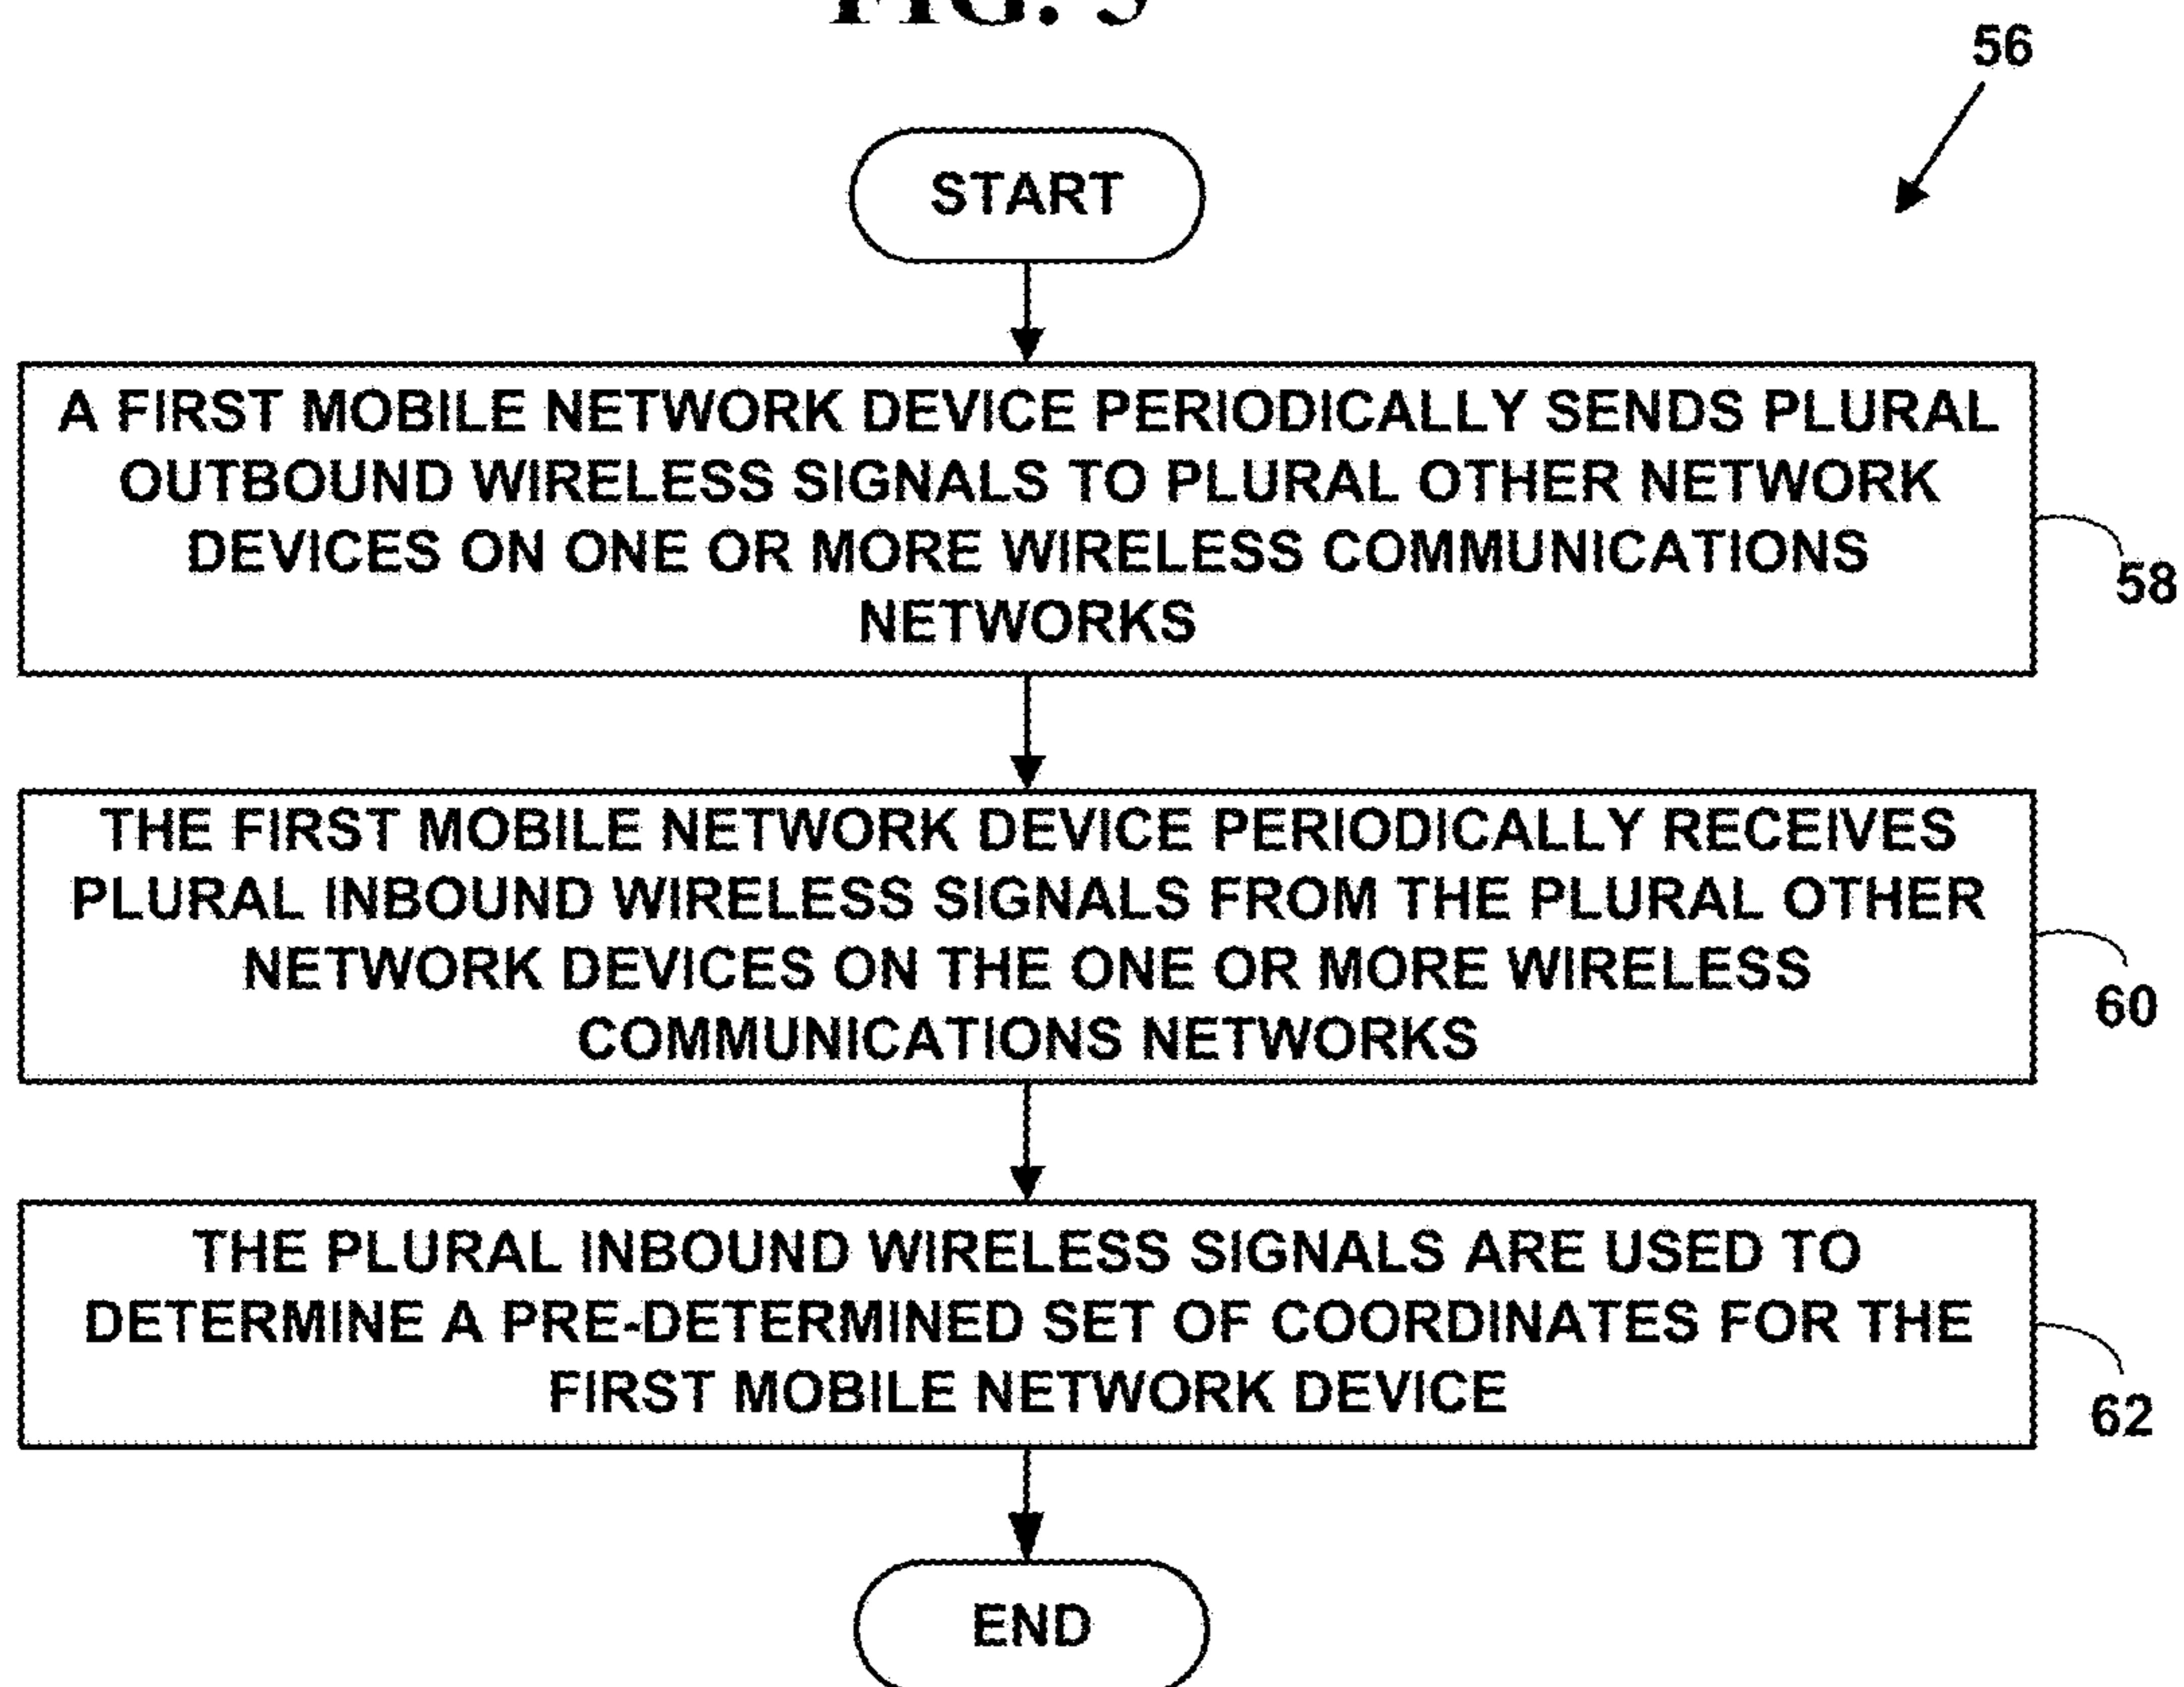 FIG.
56
START
A FIRST MOBILE NETWORK DEVICE PERIODICALLY SENDS PLURAL
OUTBOUND WIRELESS SIGNALS TO PLURAL OTHER NETWORK
DEVICES ON ONE OR MORE WIRELESS COMMUNICATIONS
NETWORKS
58
THE FIRST MOBILE NETWORK DEVICE PERIODICALLY RECEIVES
PLURAL INBOUND WIRELESS SIGNALS FROM THE PLURAL OTHER
NETWORK DEVICES ON THE ONE OR MORE WIRELESS
COMMUNICATIONS NETWORKS
60
THE PLURAL INBOUND WIRELESS SIGNALS ARE USED TO
DETERMINE A PRE-DETERMINED SET OF COORDINATES FOR THE
FIRST MOBILE NETWORK DEVICE
62
END